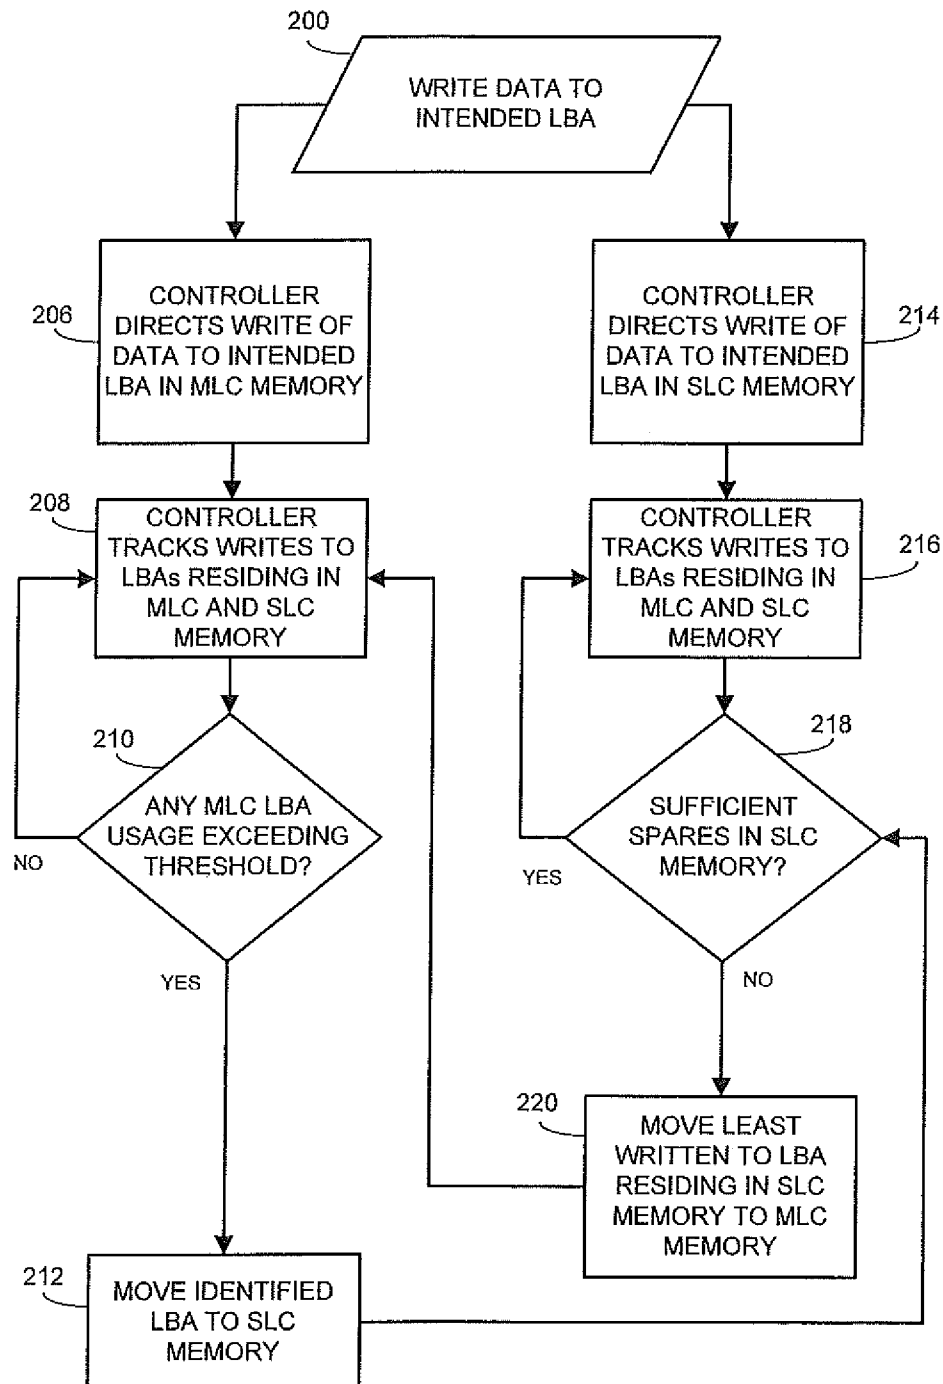 200
WRITE DATA TO
INTENDED LBA
206
CONTROLLER
DIRECTS WRITE OF
DATA TO INTENDED
LBA IN MLC MEMORY
CONTROLLER
DIRECTS WRITE OF
DATA TO INTENDED
LBA IN SLC MEMORY
214
208
CONTROLLER
TRACKS WRITES TO
LBAs RESIDING IN
MLC AND SLC
MEMORY
CONTROLLER
TRACKS WRITES TO
LBAs RESIDING IN
MLC AND SLC
MEMORY
216
210
ANY MLC LBA
USAGE EXCEEDING
THRESHOLD?
NO
YES
218
SUFFICIENT
SPARES IN SLC
MEMORY?
YES
NO
220
MOVE LEAST
WRITTEN TO LBA
RESIDING IN SLC
MEMORY TO MLC
MEMORY
212
MOVE IDENTIFIED
LBA TO SLC
MEMORY